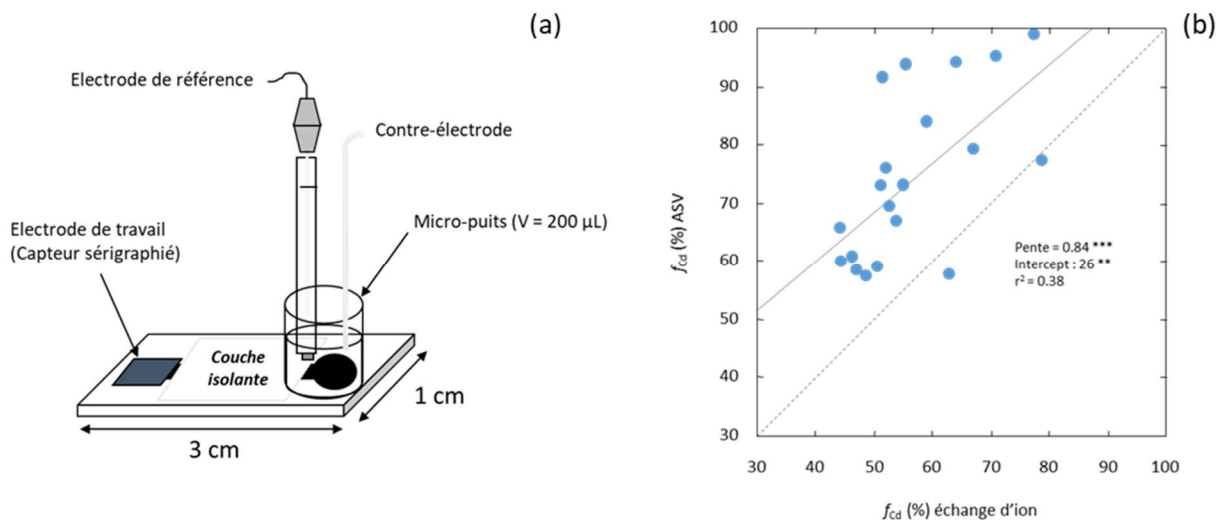 (a)
Electrode de référence
Contre-électrode
Micro-puits (V = 200 µL)
Electrode de travail
(Capteur sérigraphié)
Couche
isolante
1 cm
3 cm
(b)
100
90
80
70
60
50
40
30
f Cd (%) ASV
Pente = 0.84 ***
Intercept : 26 **
r² = 0.38
30 40 50 60 70 80 90 100
f Cd (%) échange d'ion